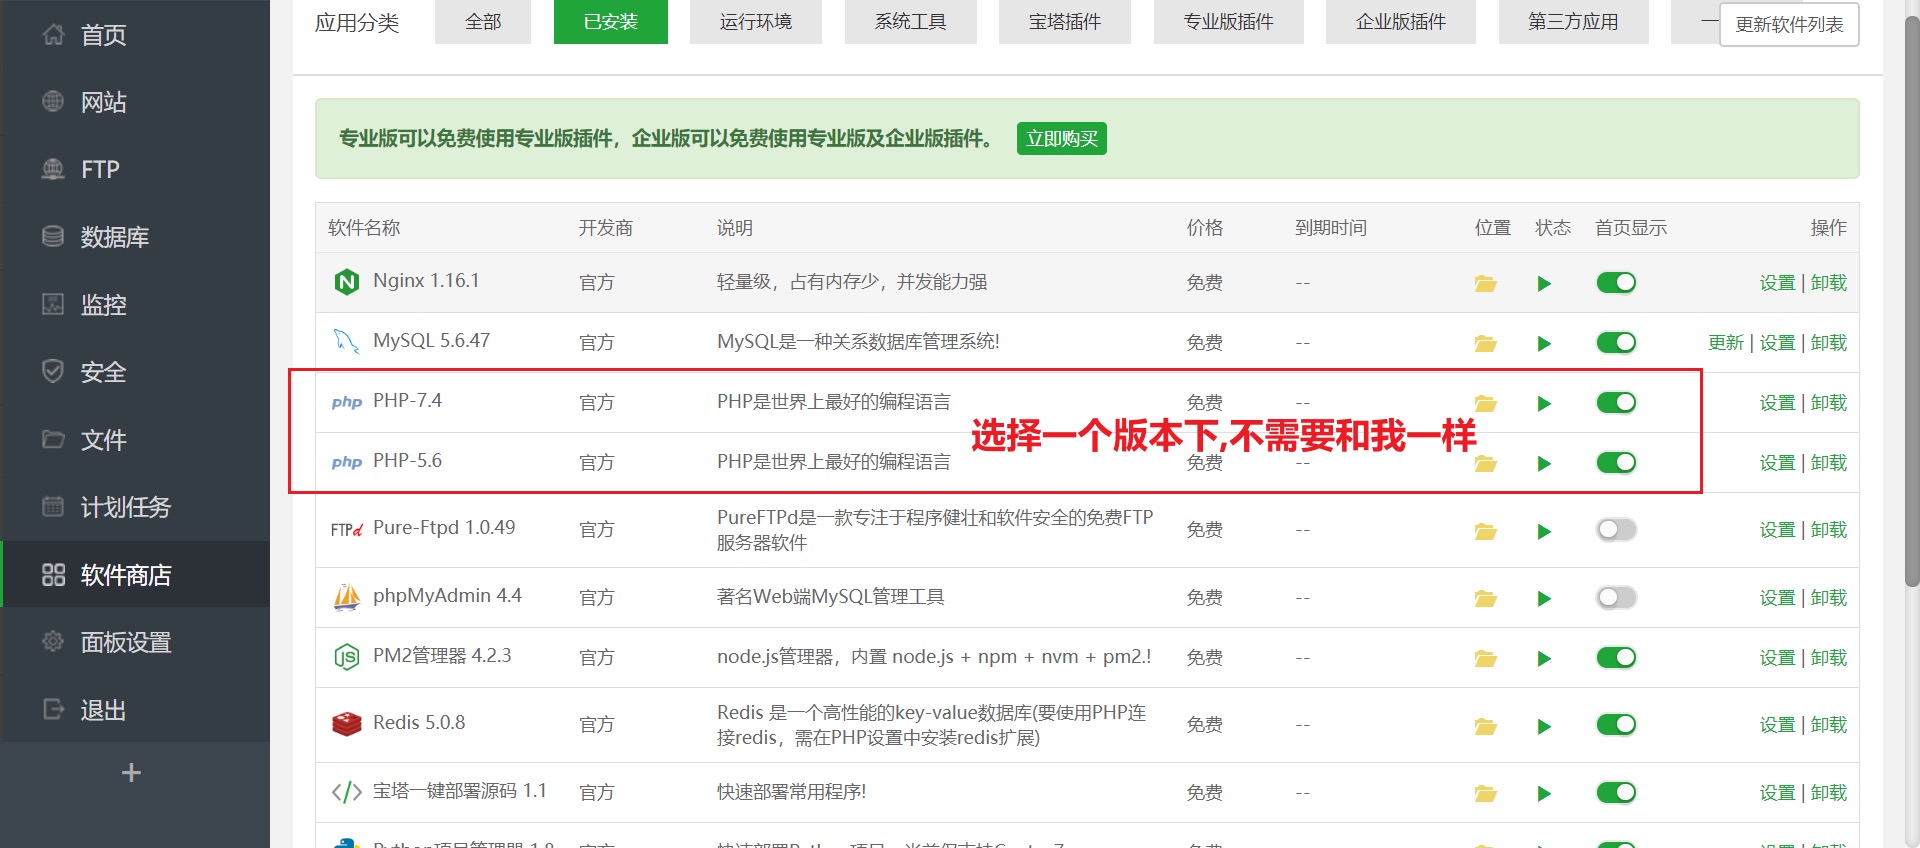 首页
网站
FTP
数据库
监控
安全
文件
计划任务
软件商店
面板设置
退出
+
应用分类 全部 已安装 运行环境 系统工具 宝塔插件 专业版插件 企业版插件 第三方应用 一 更新软件列表
专业版可以免费使用专业版插件，企业版可以免费使用专业版及企业版插件。 立即购买
软件名称 开发商 说明 价格 到期时间 位置 状态 首页显示 操作
Nginx 1.16.1 官方 轻量级，占有内存少，并发能力强 免费 -- 设置 | 卸载
MySQL 5.6.47 官方 MySQL是一种关系数据库管理系统! 免费 -- 更新 | 设置 | 卸载
php PHP-7.4 官方 PHP是世界上最好的编程语言 免费 -- 设置 | 卸载
选择一个版本下,不需要和我一样
php PHP-5.6 官方 PHP是世界上最好的编程语言 免费 -- 设置 | 卸载
FTPd Pure-Ftpd 1.0.49 官方 PureFTPd是一款专注于程序健壮和软件安全的免费FTP
服务器软件 免费 -- 设置 | 卸载
phpMyAdmin 4.4 官方 著名Web端MySQL管理工具 免费 -- 设置 | 卸载
JS PM2管理器 4.2.3 官方 node.js管理器，内置 node.js + npm + nvm + pm2.! 免费 -- 设置 | 卸载
Redis 5.0.8 官方 Redis 是一个高性能的key-value数据库(要使用PHP连
接redis，需在PHP设置中安装redis扩展) 免费 -- 设置 | 卸载
宝塔一键部署源码 1.1 官方 快速部署常用程序! 免费 -- 设置 | 卸载
Python项目管理器 1.8 官方